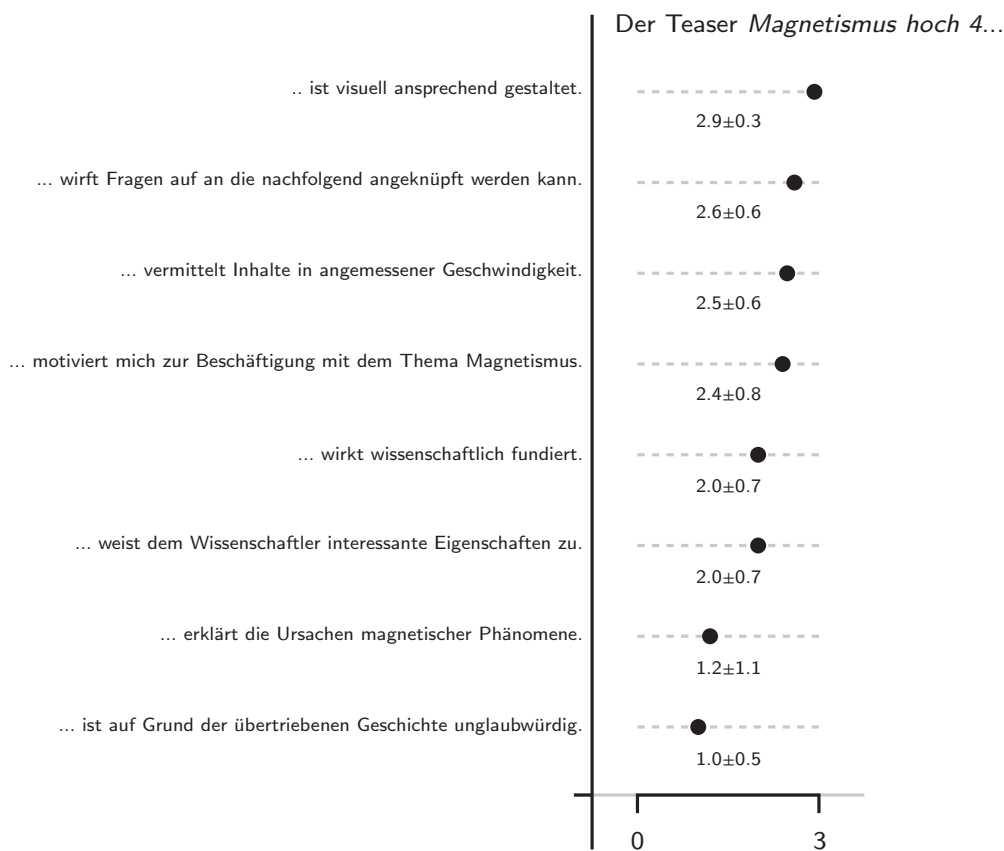 Der Teaser Magnetismus hoch 4...
.. ist visuell ansprechend gestaltet.
2.9±0.3
... wirft Fragen auf an die nachfolgend angeknüpft werden kann.
2.6±0.6
... vermittelt Inhalte in angemessener Geschwindigkeit.
2.5±0.6
... motiviert mich zur Beschäftigung mit dem Thema Magnetismus.
2.4±0.8
... wirkt wissenschaftlich fundiert.
2.0±0.7
... weist dem Wissenschaftler interessante Eigenschaften zu.
2.0±0.7
... erklärt die Ursachen magnetischer Phänomene.
1.2±1.1
... ist auf Grund der übertriebenen Geschichte unglaubwürdig.
1.0±0.5
0 3